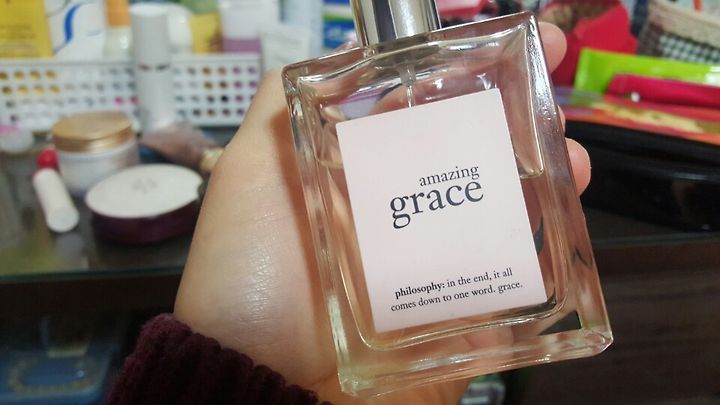 amazing
grace
philosophy: in the end, it all
comes down to one word. grace.